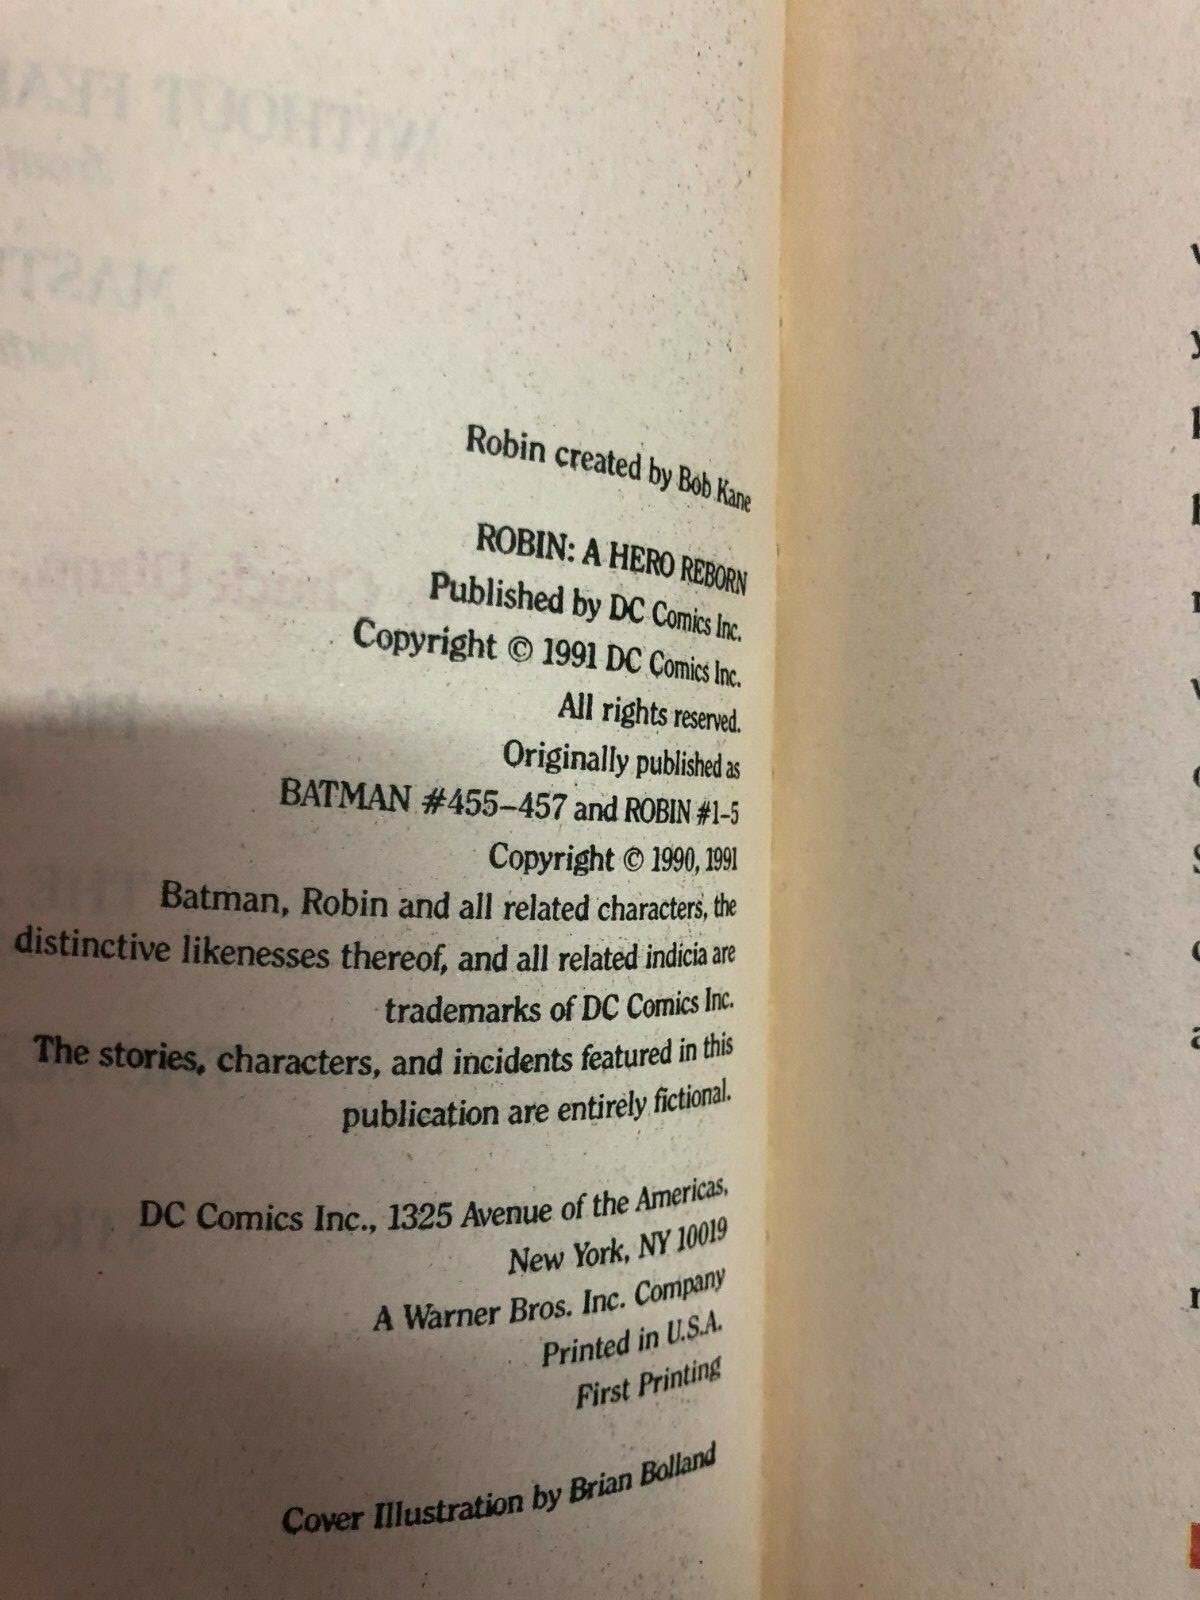 Robin created by Bob Kane
ROBIN: A HERO REBORN
Published by DC Comics Inc.
Copyright © 1991 DC Comics Inc.
All rights reserved.
Originally published as
BATMAN #455–457 and ROBIN #1–5
Copyright © 1990, 1991
Batman, Robin and all related characters, the
distinctive likenesses thereof, and all related indicia are
trademarks of DC Comics Inc.
The stories, characters, and incidents featured in this
publication are entirely fictional.
DC Comics Inc., 1325 Avenue of the Americas,
New York, NY 10019
A Warner Bros. Inc. Company
Printed in U.S.A.
First Printing
Cover Illustration by Brian Bolland